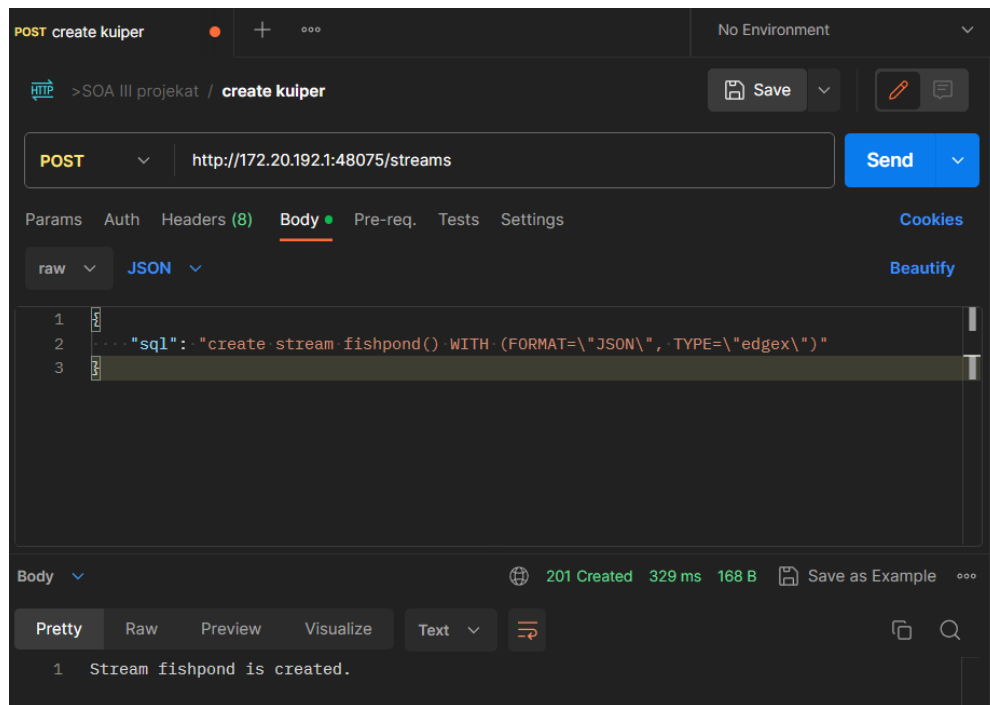 POST create kuiper
No Environment
HTTP >SOA III projekat / create kuiper Save
POST http://172.20.192.1:48075/streams Send
Params Auth Headers (8) Body Pre-req. Tests Settings Cookies
raw JSON Beautify
1 {
2 "sql": "create stream fishpond() WITH (FORMAT=\"JSON\", TYPE=\"edgex\")"
3 }
Body 201 Created 329 ms 168 B Save as Example
Pretty Raw Preview Visualize Text
1 Stream fishpond is created.